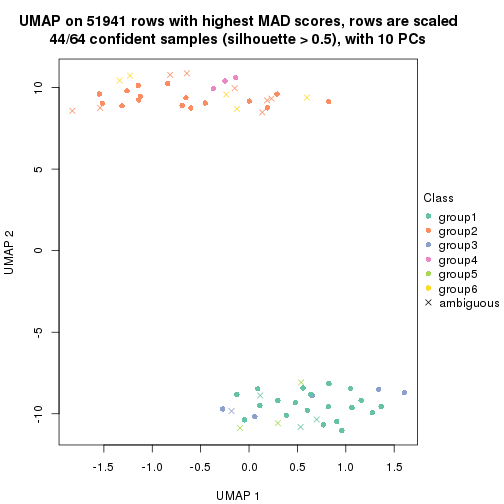 UMAP on 51941 rows with highest MAD scores, rows are scaled
44/64 confident samples (silhouette > 0.5), with 10 PCs
10
5
0
-5
-10
UMAP 2
-1.5
-1.0
-0.5
0.0
0.5
1.0
1.5
UMAP 1
Class
group1
group2
group3
group4
group5
group6
ambiguous